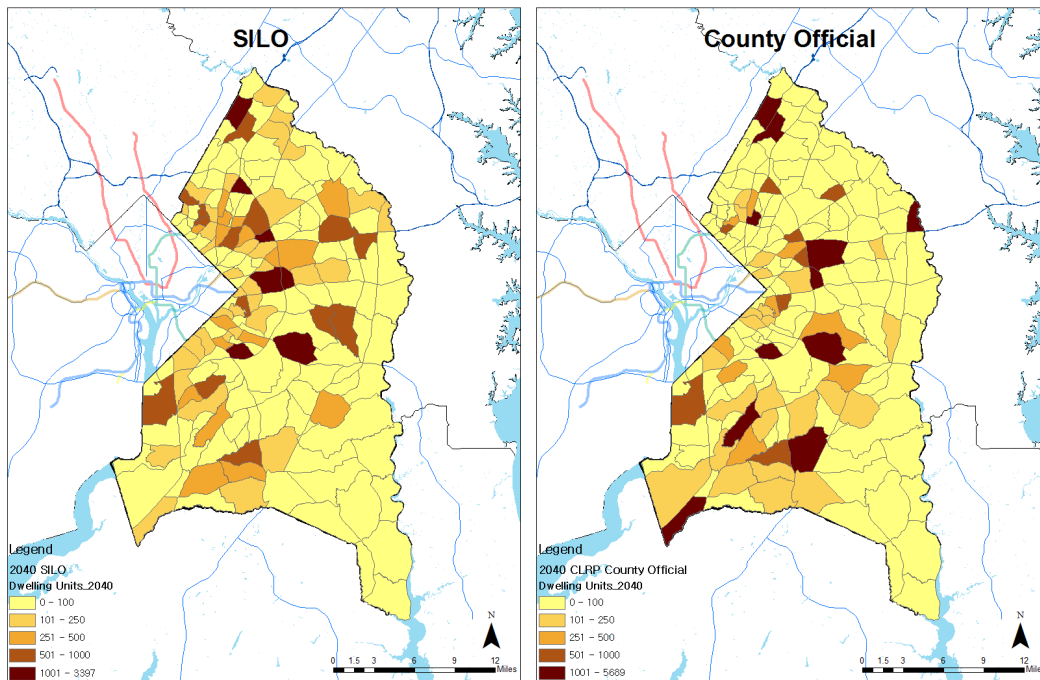 SILO
Legend
2040 SILO
Dwelling Units_2040
0 - 100
101 - 250
251 - 500
501 - 1000
1001 - 3397
N
0 1.5 3 6 9 12
Miles
County Official
Legend
2040 CLRP County Official
Dwelling Units_2040
0 - 100
101 - 250
251 - 500
501 - 1000
1001 - 5689
N
0 1.5 3 6 9 12
Miles